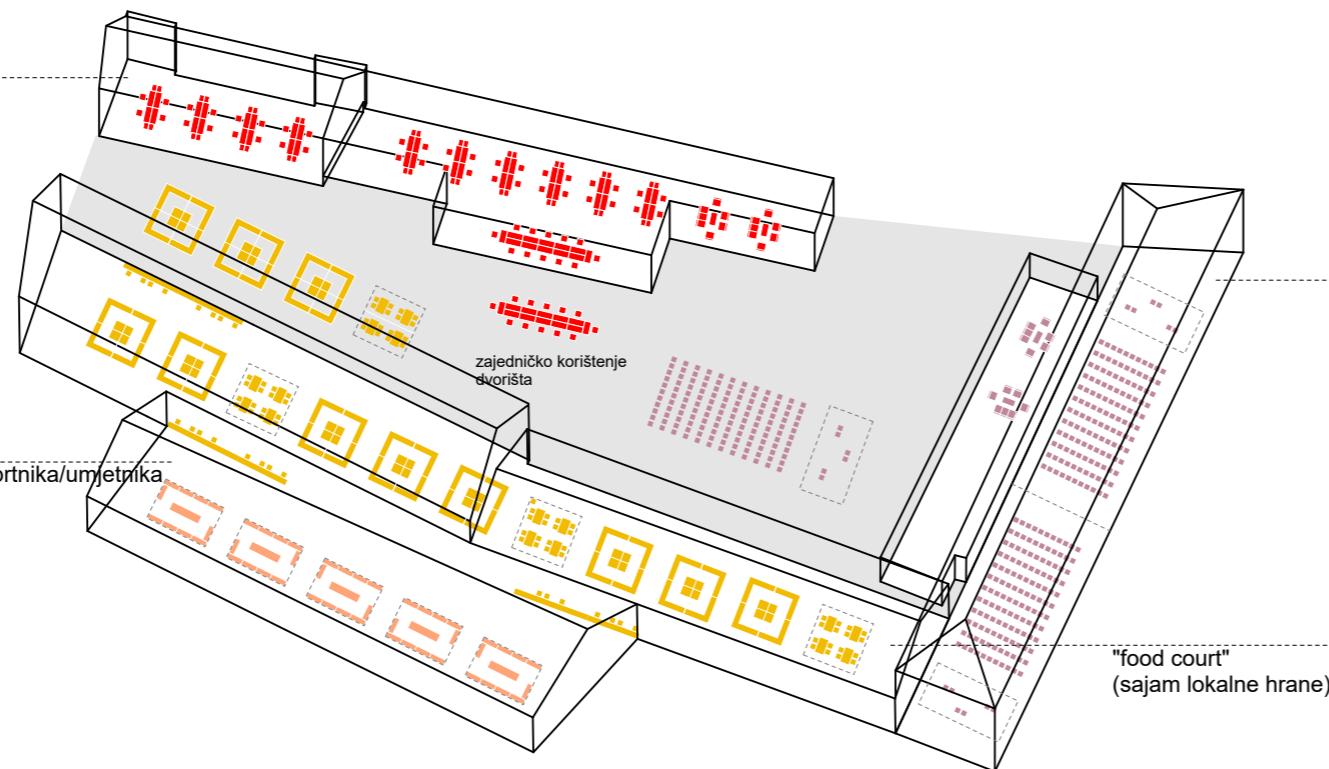 zajedničko korištenje
dvorišta
ortnika/umjetnika
"food court"
(sajam lokalne hrane)